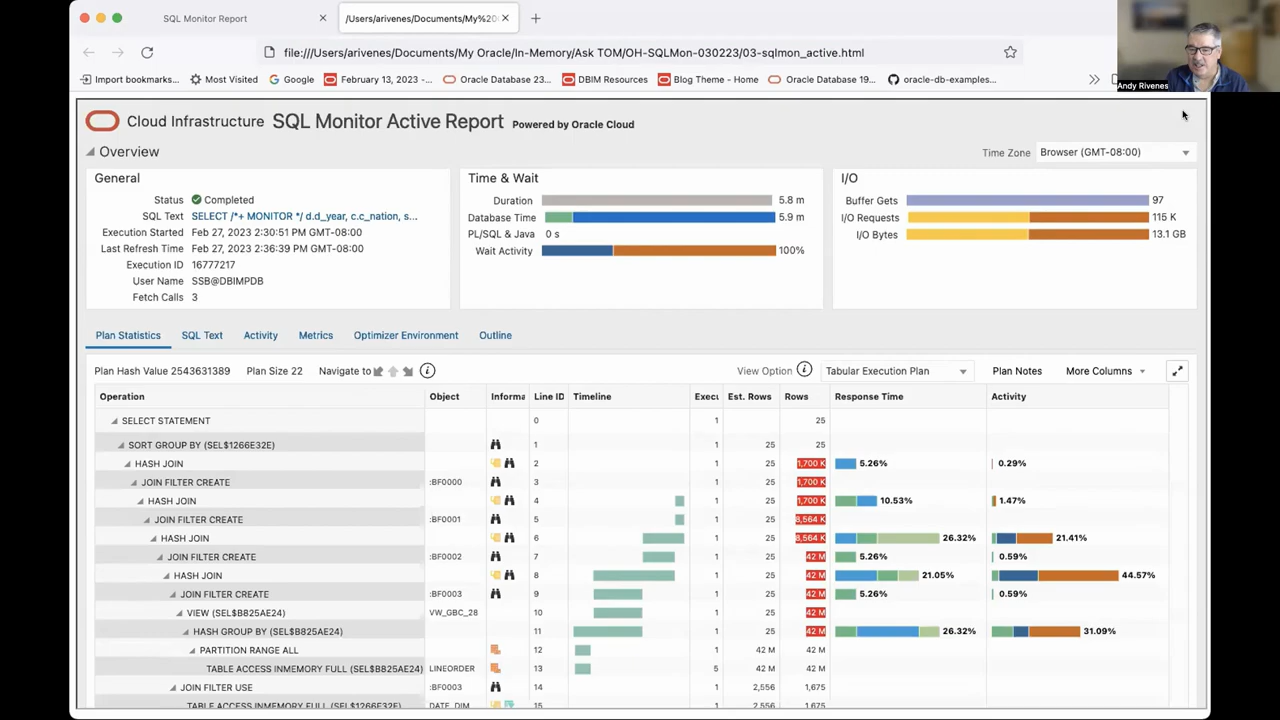 SQL Monitor Report
/Users/arivenes/Documents/My%20
file:///Users/arivenes/Documents/My Oracle/In-Memory/Ask TOM/OH-SQLMon-030223/03-sqlmon_active.html
Import bookmarks... Most Visited Google February 13, 2023 -... Oracle Database 23... DBIM Resources Blog Theme - Home Oracle Database 19... oracle-db-examples...
Andy Rivenes
Cloud Infrastructure SQL Monitor Active Report Powered by Oracle Cloud
Overview
Time Zone Browser (GMT-08:00)
General
Status Completed
SQL Text SELECT /*+ MONITOR */ d.d_year, c.c_nation, s...
Execution Started Feb 27, 2023 2:30:51 PM GMT-08:00
Last Refresh Time Feb 27, 2023 2:36:39 PM GMT-08:00
Execution ID 16777217
User Name SSB@DBIMPDB
Fetch Calls 3
Time & Wait
Duration 5.8 m
Database Time 5.9 m
PL/SQL & Java 0 s
Wait Activity 100%
I/O
Buffer Gets 97
I/O Requests 115 K
I/O Bytes 13.1 GB
Plan Statistics SQL Text Activity Metrics Optimizer Environment Outline
Plan Hash Value 2543631389 Plan Size 22 Navigate to View Option Tabular Execution Plan Plan Notes More Columns
Operation Object Informa Line ID Timeline Execu Est. Rows Rows Response Time Activity
SELECT STATEMENT 0 1 25
SORT GROUP BY (SEL$1266E32E) 1 1 25 25
HASH JOIN 2 1 25 1,700 K 5.26% 0.29%
JOIN FILTER CREATE :BF0000 3 1 25 1,700 K
HASH JOIN 4 1 25 1,700 K 10.53% 1.47%
JOIN FILTER CREATE :BF0001 5 1 25 8,564 K
HASH JOIN 6 1 25 8,564 K 26.32% 21.41%
JOIN FILTER CREATE :BF0002 7 1 25 42 M 5.26% 0.59%
HASH JOIN 8 1 25 42 M 21.05% 44.57%
JOIN FILTER CREATE :BF0003 9 1 25 42 M 5.26% 0.59%
VIEW (SEL$B825AE24) VW_GBC_28 10 1 25 42 M
HASH GROUP BY (SEL$B825AE24) 11 1 25 42 M 26.32% 31.09%
PARTITION RANGE ALL 12 1 42 M 42 M
TABLE ACCESS INMEMORY FULL (SEL$B825AE24) LINEORDER 13 5 42 M 42 M
JOIN FILTER USE :BF0003 14 1 2,556 1,675
TABLE ACCESS INMEMORY FULL (SEL$1266E32E) DATE_DIM 15 1 2,556 1,675